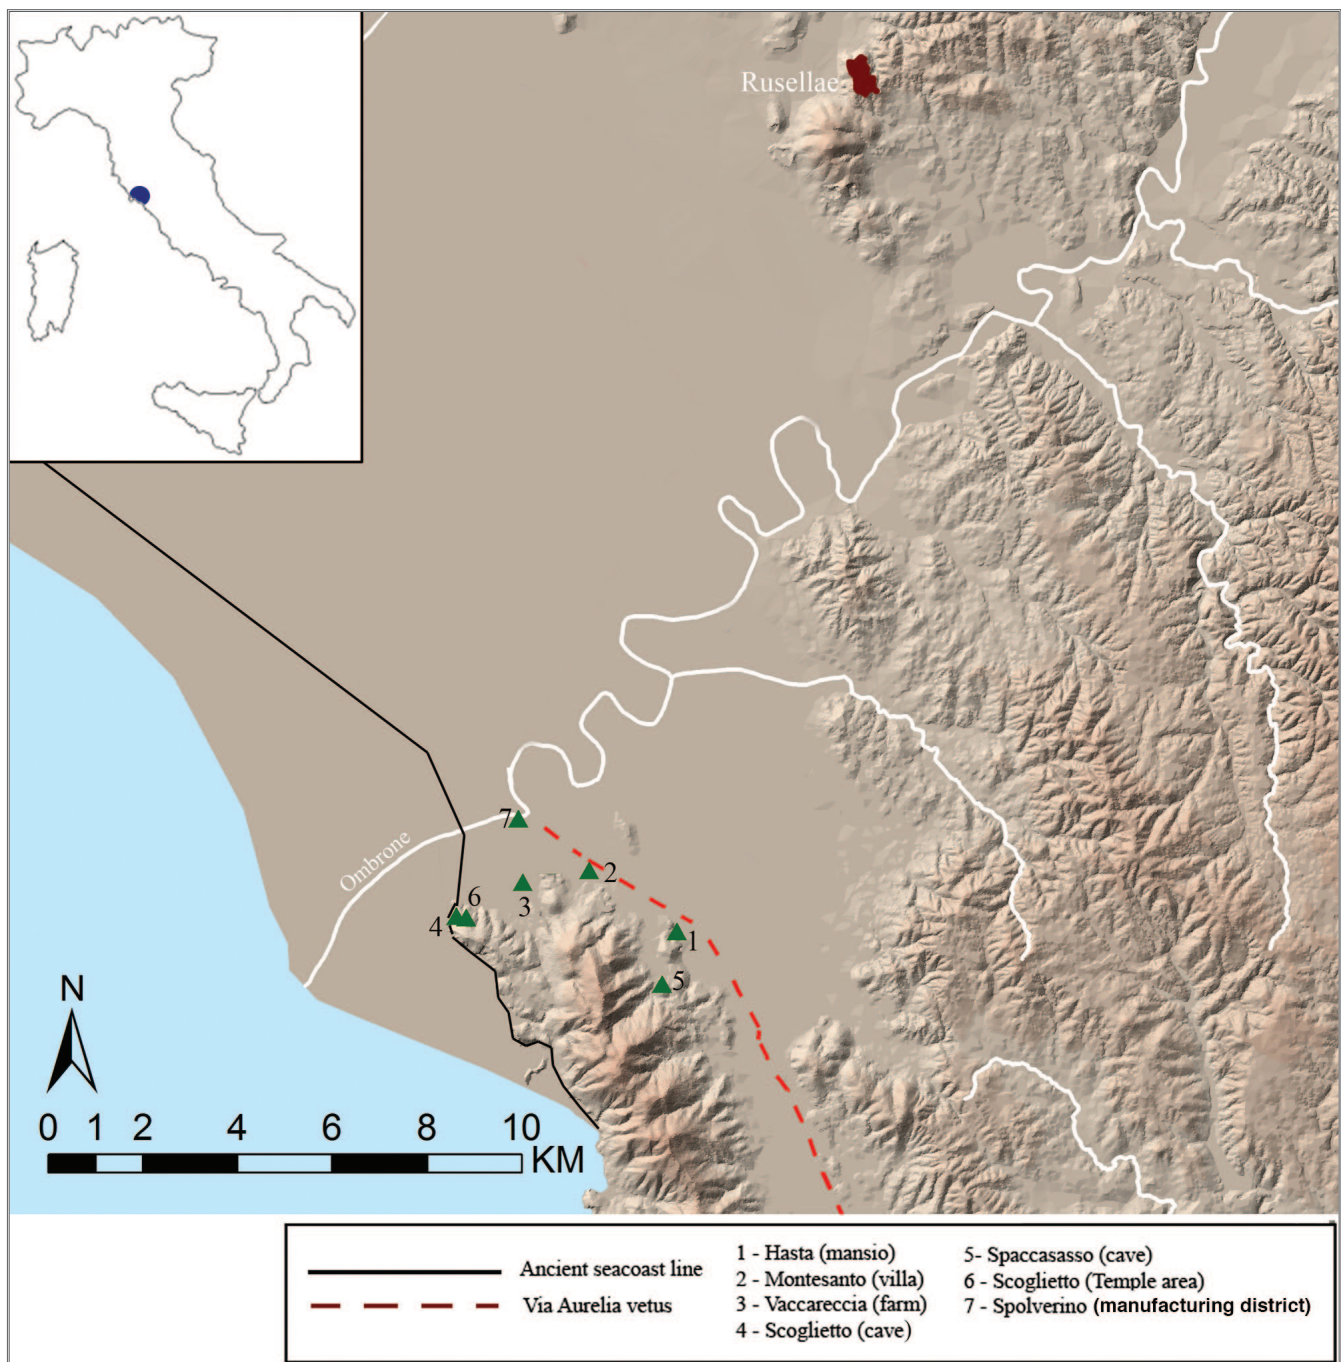 Rusellae
Ombrone
7
2
3
6
4
1
5
N
0 1 2 4 6 8 10 KM
Ancient seacoast line
Via Aurelia vetus
1 - Hasta (mansio)
2 - Montesanto (villa)
3 - Vaccareccia (farm)
4 - Scoglietto (cave)
5- Spaccasasso (cave)
6 - Scoglietto (Temple area)
7 - Spolverino (manufacturing district)